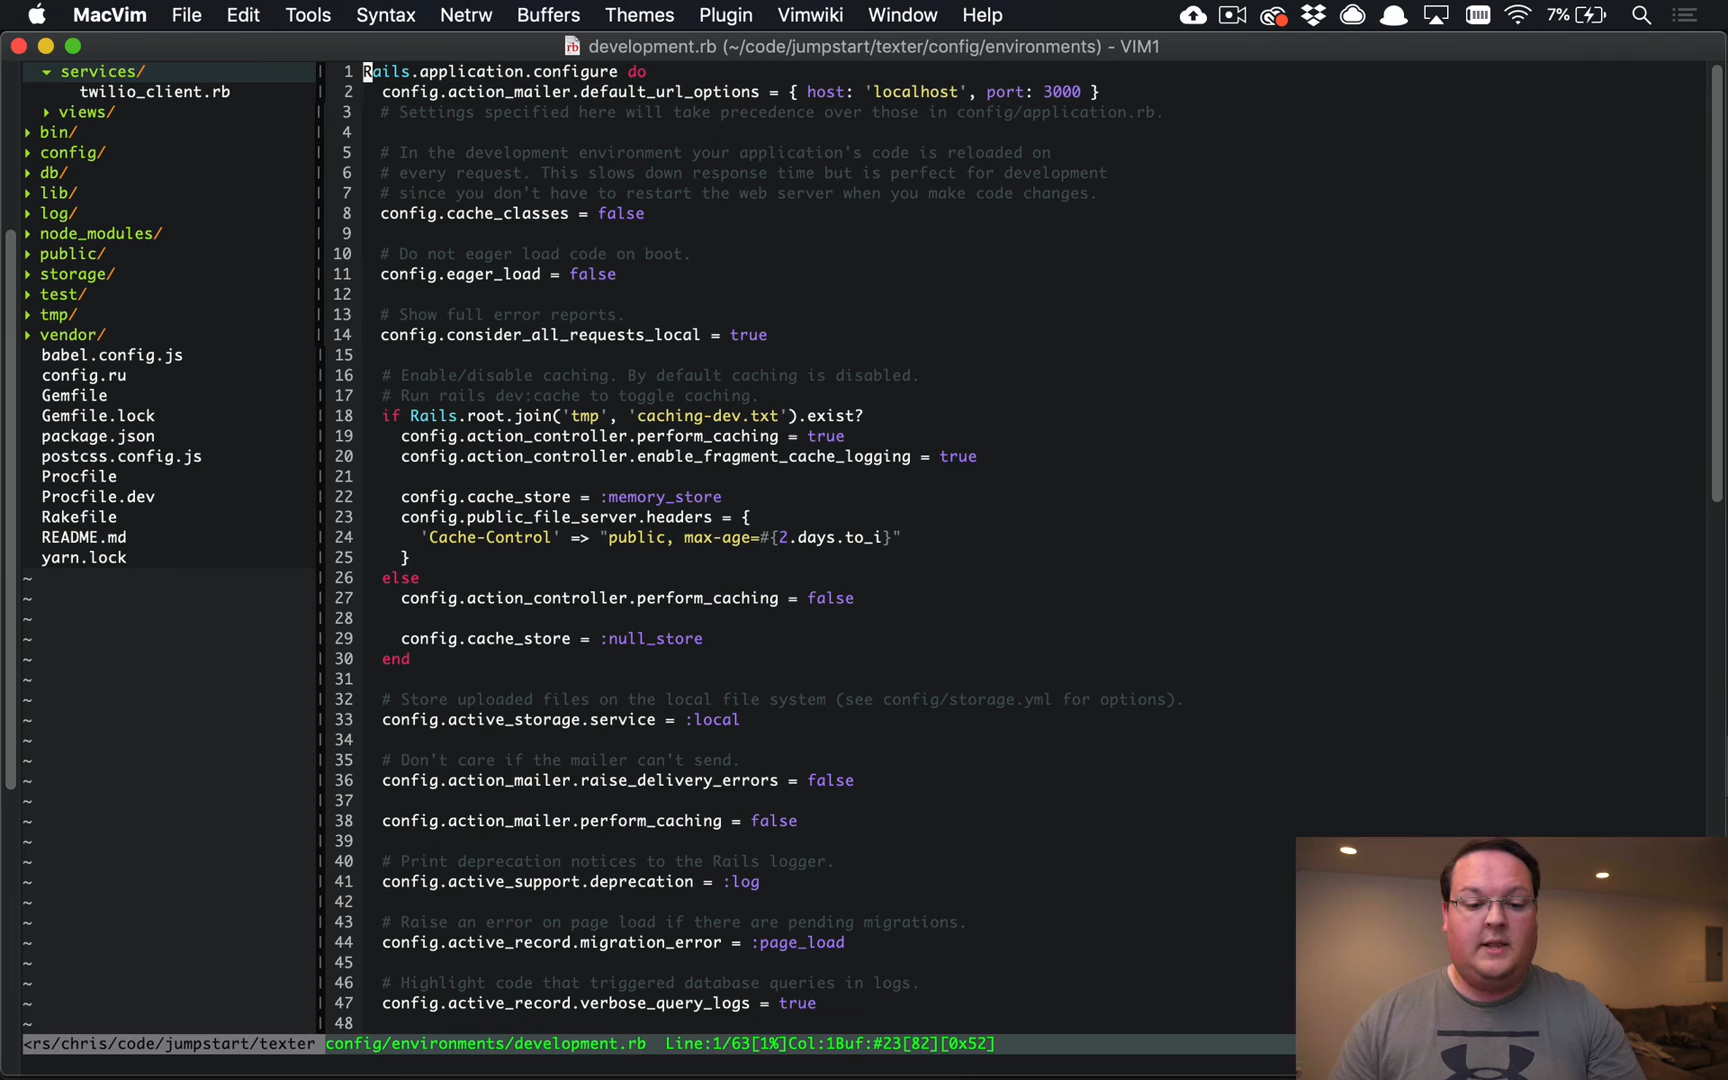 MacVim File Edit Tools Syntax Netrw Buffers Themes Plugin Vimwiki Window Help 7%
rb development.rb (~/code/jumpstart/texter/config/environments) - VIM1
▾ services/
twilio_client.rb
▸ views/
▸ bin/
▸ config/
▸ db/
▸ lib/
▸ log/
▸ node_modules/
▸ public/
▸ storage/
▸ test/
▸ tmp/
▸ vendor/
babel.config.js
config.ru
Gemfile
Gemfile.lock
package.json
postcss.config.js
Procfile
Procfile.dev
Rakefile
README.md
yarn.lock
1 Rails.application.configure do
2 config.action_mailer.default_url_options = { host: 'localhost', port: 3000 }
3 # Settings specified here will take precedence over those in config/application.rb.
4
5 # In the development environment your application's code is reloaded on
6 # every request. This slows down response time but is perfect for development
7 # since you don't have to restart the web server when you make code changes.
8 config.cache_classes = false
9
10 # Do not eager load code on boot.
11 config.eager_load = false
12
13 # Show full error reports.
14 config.consider_all_requests_local = true
15
16 # Enable/disable caching. By default caching is disabled.
17 # Run rails dev:cache to toggle caching.
18 if Rails.root.join('tmp', 'caching-dev.txt').exist?
19 config.action_controller.perform_caching = true
20 config.action_controller.enable_fragment_cache_logging = true
21
22 config.cache_store = :memory_store
23 config.public_file_server.headers = {
24 'Cache-Control' => "public, max-age=#{2.days.to_i}"
25 }
26 else
27 config.action_controller.perform_caching = false
28
29 config.cache_store = :null_store
30 end
31
32 # Store uploaded files on the local file system (see config/storage.yml for options).
33 config.active_storage.service = :local
34
35 # Don't care if the mailer can't send.
36 config.action_mailer.raise_delivery_errors = false
37
38 config.action_mailer.perform_caching = false
39
40 # Print deprecation notices to the Rails logger.
41 config.active_support.deprecation = :log
42
43 # Raise an error on page load if there are pending migrations.
44 config.active_record.migration_error = :page_load
45
46 # Highlight code that triggered database queries in logs.
47 config.active_record.verbose_query_logs = true
48
<rs/chris/code/jumpstart/texter config/environments/development.rb Line:1/63[1%]Col:1Buf:#23[82][0x52]